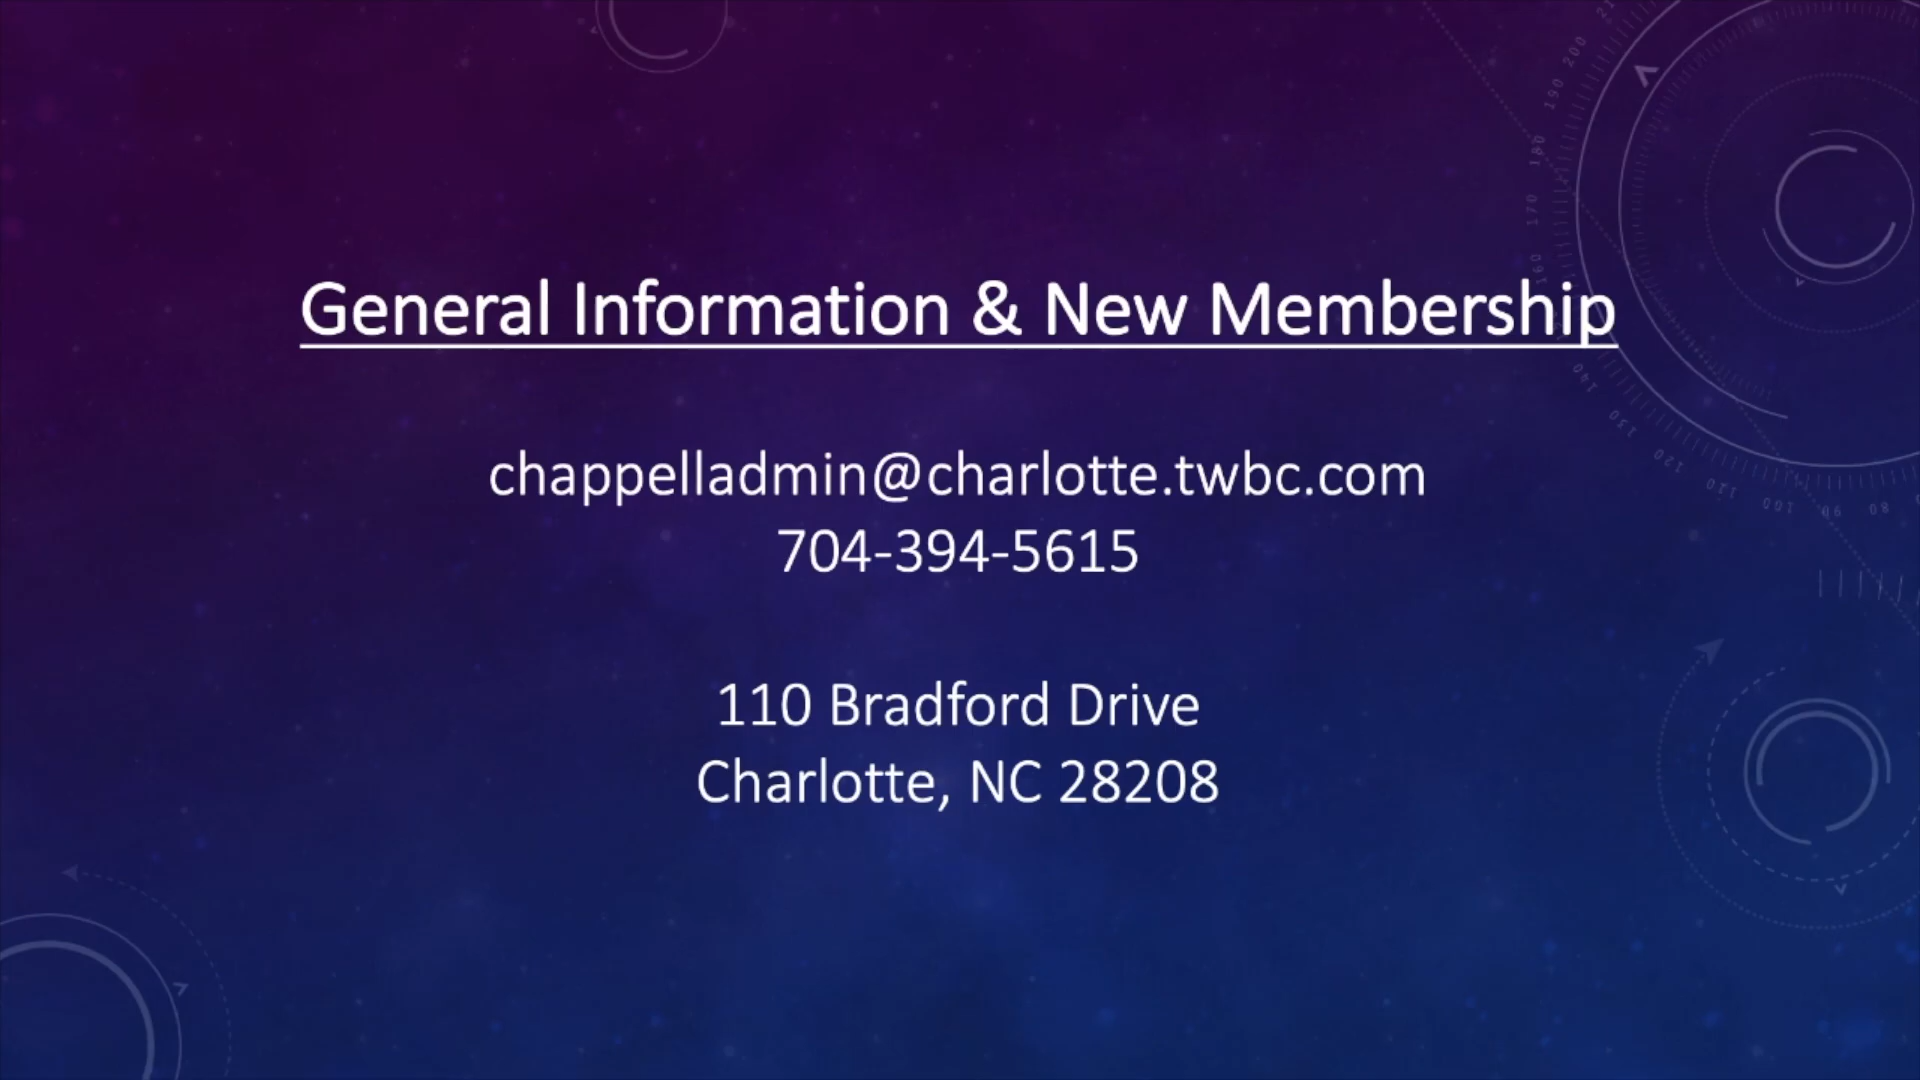 General Information & New Membership
chappelladmin@charlotte.twbc.com
704-394-5615
110 Bradford Drive
Charlotte, NC 28208